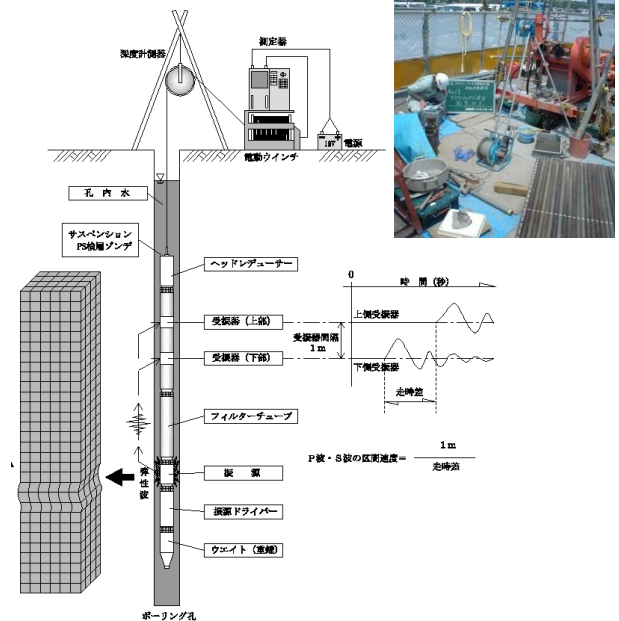 深度計測器
測定器
12V
電源
電動ウインチ
孔 内 水
サスペンション
PS検層ゾンデ
ヘッドンデューサー
受振器（上部）
受振器（下部）
受振器間隔
1m
フィルターチューブ
弾性波
振 源
振源ドライバー
ウエイト（重錘）
ボーリング孔
0
時 間（秒）
上側受振器
下側受振器
走時差
P波・S波の区間速度＝
1m
走時差